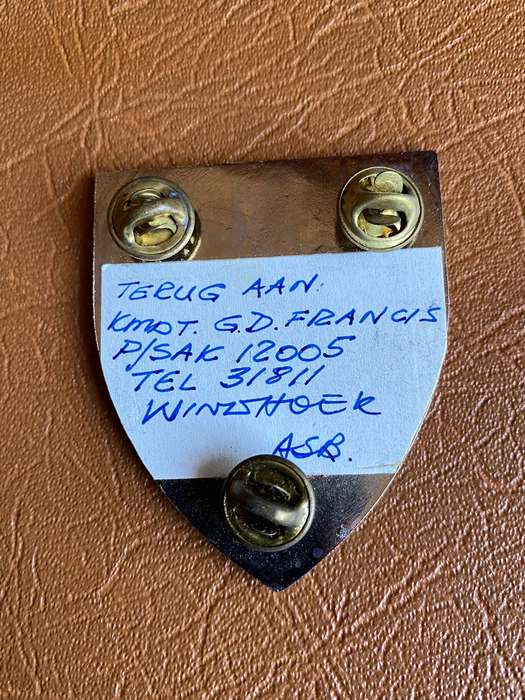 TERUG AAN:
KMDT. G.D. FRANCIS
P/SAK 12005
TEL 31811
WINDHOEK
ASB.